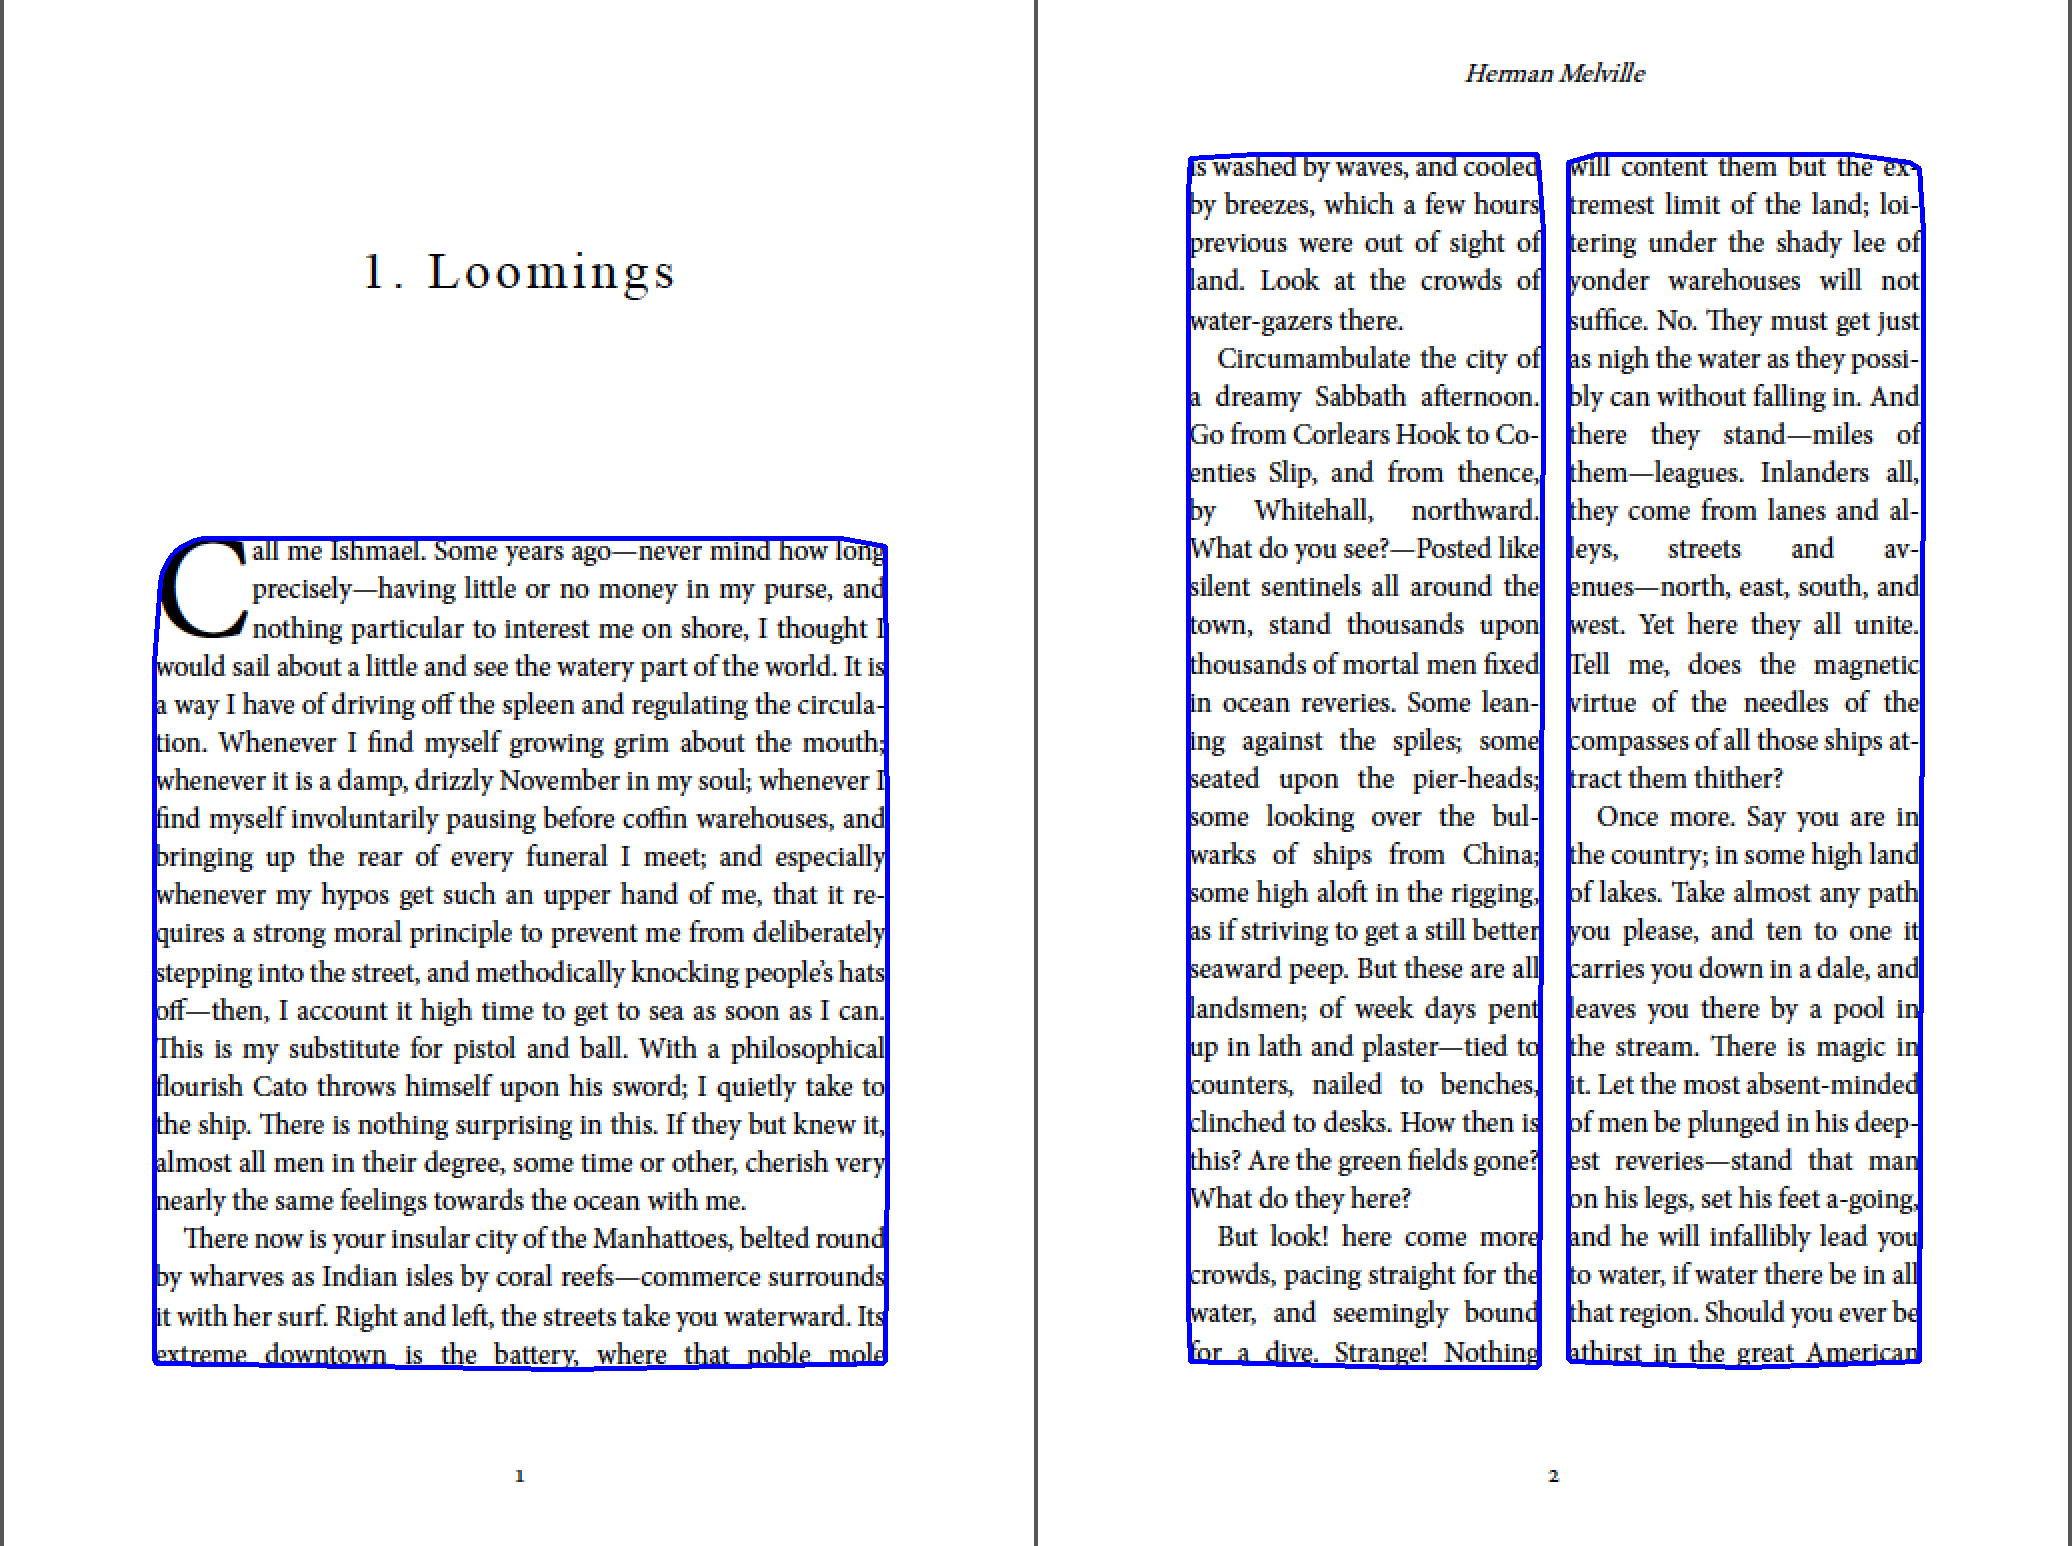 1. Loomings
Call me Ishmael. Some years ago—never mind how long
precisely—having little or no money in my purse, and
nothing particular to interest me on shore, I thought I
would sail about a little and see the watery part of the world. It is
a way I have of driving off the spleen and regulating the circula-
tion. Whenever I find myself growing grim about the mouth;
whenever it is a damp, drizzly November in my soul; whenever I
find myself involuntarily pausing before coffin warehouses, and
bringing up the rear of every funeral I meet; and especially
whenever my hypos get such an upper hand of me, that it re-
quires a strong moral principle to prevent me from deliberately
stepping into the street, and methodically knocking people’s hats
off—then, I account it high time to get to sea as soon as I can.
This is my substitute for pistol and ball. With a philosophical
flourish Cato throws himself upon his sword; I quietly take to
the ship. There is nothing surprising in this. If they but knew it,
almost all men in their degree, some time or other, cherish very
nearly the same feelings towards the ocean with me.
There now is your insular city of the Manhattoes, belted round
by wharves as Indian isles by coral reefs—commerce surrounds
it with her surf. Right and left, the streets take you waterward. Its
extreme downtown is the battery, where that noble mole
1
Herman Melville
is washed by waves, and cooled
by breezes, which a few hours
previous were out of sight of
land. Look at the crowds of
water-gazers there.
Circumambulate the city of
a dreamy Sabbath afternoon.
Go from Corlears Hook to Co-
enties Slip, and from thence,
by Whitehall, northward.
What do you see?—Posted like
silent sentinels all around the
town, stand thousands upon
thousands of mortal men fixed
in ocean reveries. Some lean-
ing against the spiles; some
seated upon the pier-heads;
some looking over the bul-
warks of ships from China;
some high aloft in the rigging,
as if striving to get a still better
seaward peep. But these are all
landsmen; of week days pent
up in lath and plaster—tied to
counters, nailed to benches,
clinched to desks. How then is
this? Are the green fields gone?
What do they here?
But look! here come more
crowds, pacing straight for the
water, and seemingly bound
for a dive. Strange! Nothing
will content them but the ex-
tremest limit of the land; loi-
tering under the shady lee of
yonder warehouses will not
suffice. No. They must get just
as nigh the water as they possi-
bly can without falling in. And
there they stand—miles of
them—leagues. Inlanders all,
they come from lanes and al-
leys, streets and av-
enues—north, east, south, and
west. Yet here they all unite.
Tell me, does the magnetic
virtue of the needles of the
compasses of all those ships at-
tract them thither?
Once more. Say you are in
the country; in some high land
of lakes. Take almost any path
you please, and ten to one it
carries you down in a dale, and
leaves you there by a pool in
the stream. There is magic in
it. Let the most absent-minded
of men be plunged in his deep-
est reveries—stand that man
on his legs, set his feet a-going,
and he will infallibly lead you
to water, if water there be in all
that region. Should you ever be
athirst in the great American
2